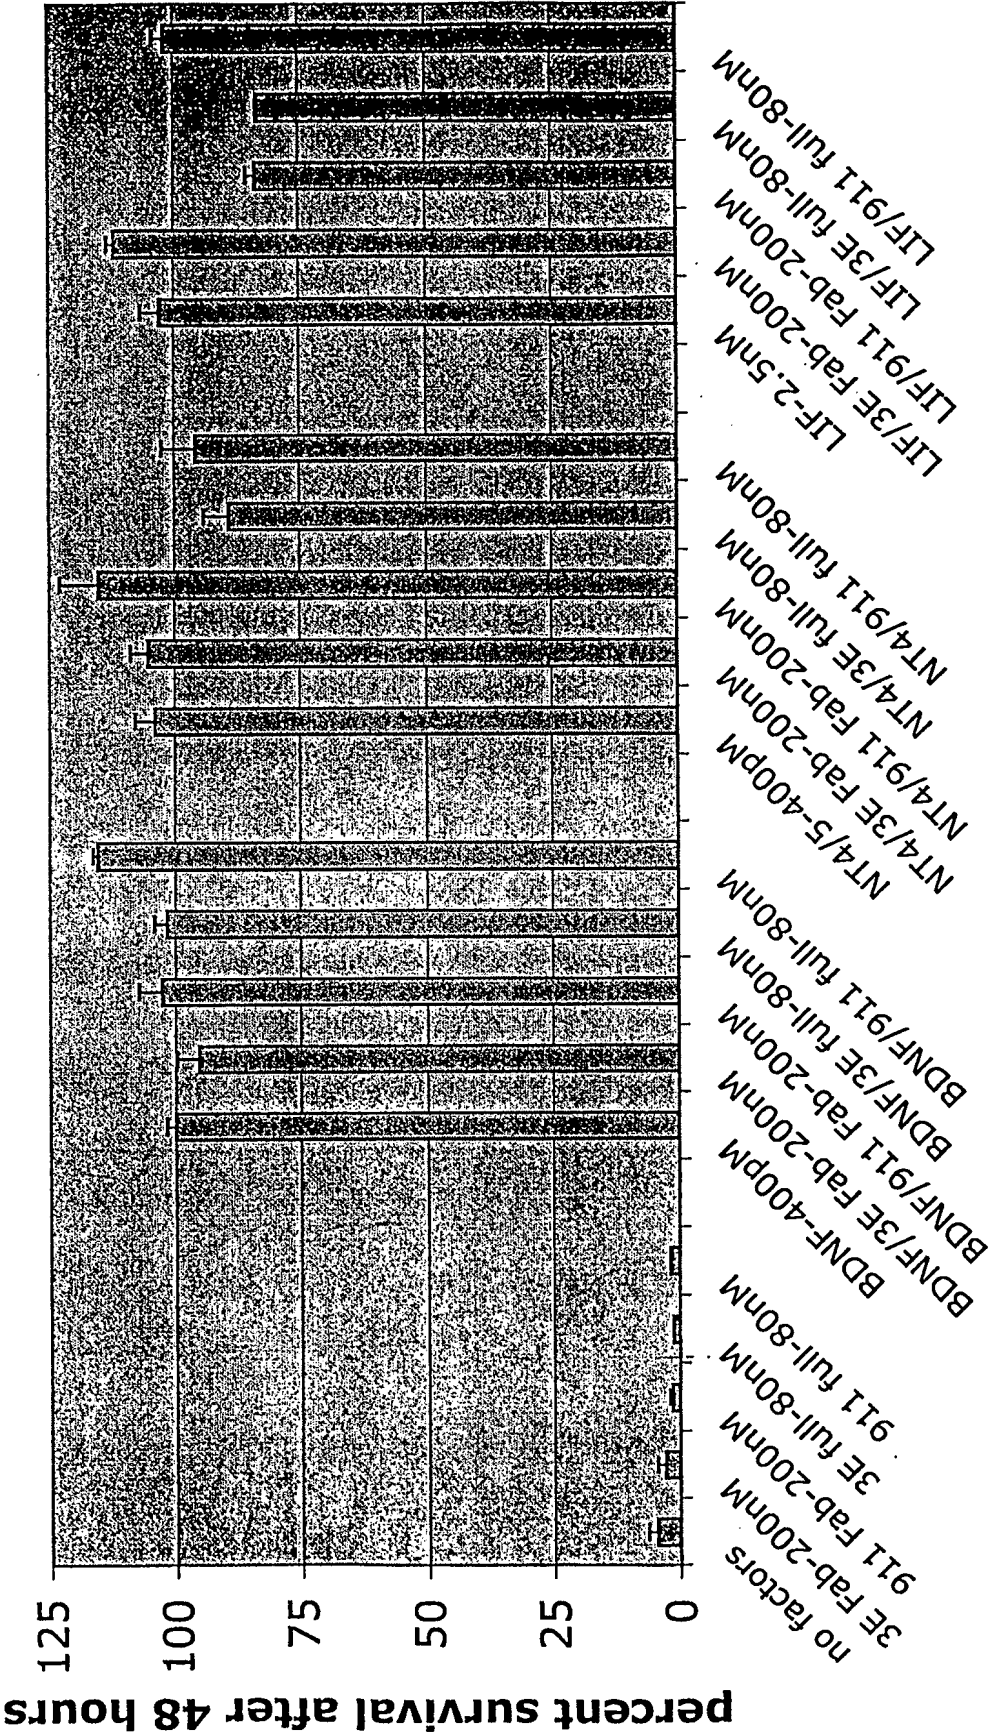 percent survival after 48 hours
125
100
75
50
25
0
no factors
3E Fab-200nM
911 Fab-200nM
3E full-80nM
911 full-80nM
BDNF-400pM
BDNF/3E Fab-200nM
BDNF/911 Fab-200nM
BDNF/3E full-80nM
BDNF/911 full-80nM
NT4/5-400pM
NT4/3E Fab-200nM
NT4/911 Fab-200nM
NT4/3E full-80nM
NT4/911 full-80nM
LIF-2.5nM
LIF/3E Fab-200nM
LIF/911 Fab-200nM
LIF/3E full-80nM
LIF/911 full-80nM